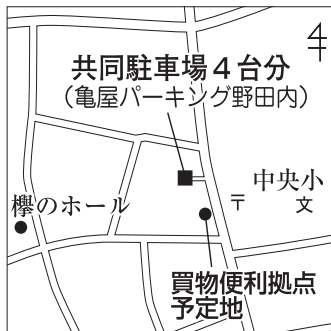 共同駐車場４台分
（亀屋パーキング野田内）
中央小
〒 文
欅のホール
買物便利拠点
予定地